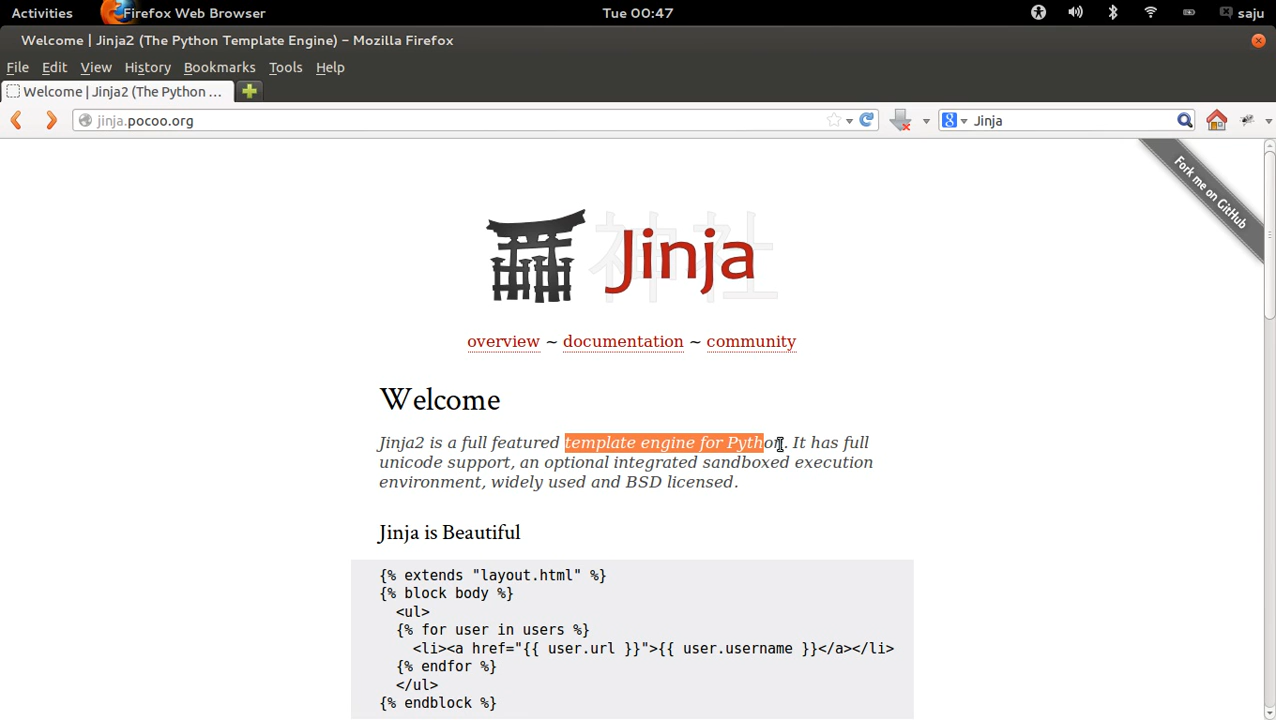 Activities Firefox Web Browser Tue 00:47 saju
Welcome | Jinja2 (The Python Template Engine) – Mozilla Firefox
File Edit View History Bookmarks Tools Help
Welcome | Jinja2 (The Python ...
jinja.pocoo.org Jinja
Fork me on GitHub
神社 Jinja
overview ~ documentation ~ community
Welcome
Jinja2 is a full featured template engine for Python. It has full
unicode support, an optional integrated sandboxed execution
environment, widely used and BSD licensed.
Jinja is Beautiful
{% extends "layout.html" %}
{% block body %}
  <ul>
  {% for user in users %}
    <li><a href="{{ user.url }}">{{ user.username }}</a></li>
  {% endfor %}
  </ul>
{% endblock %}